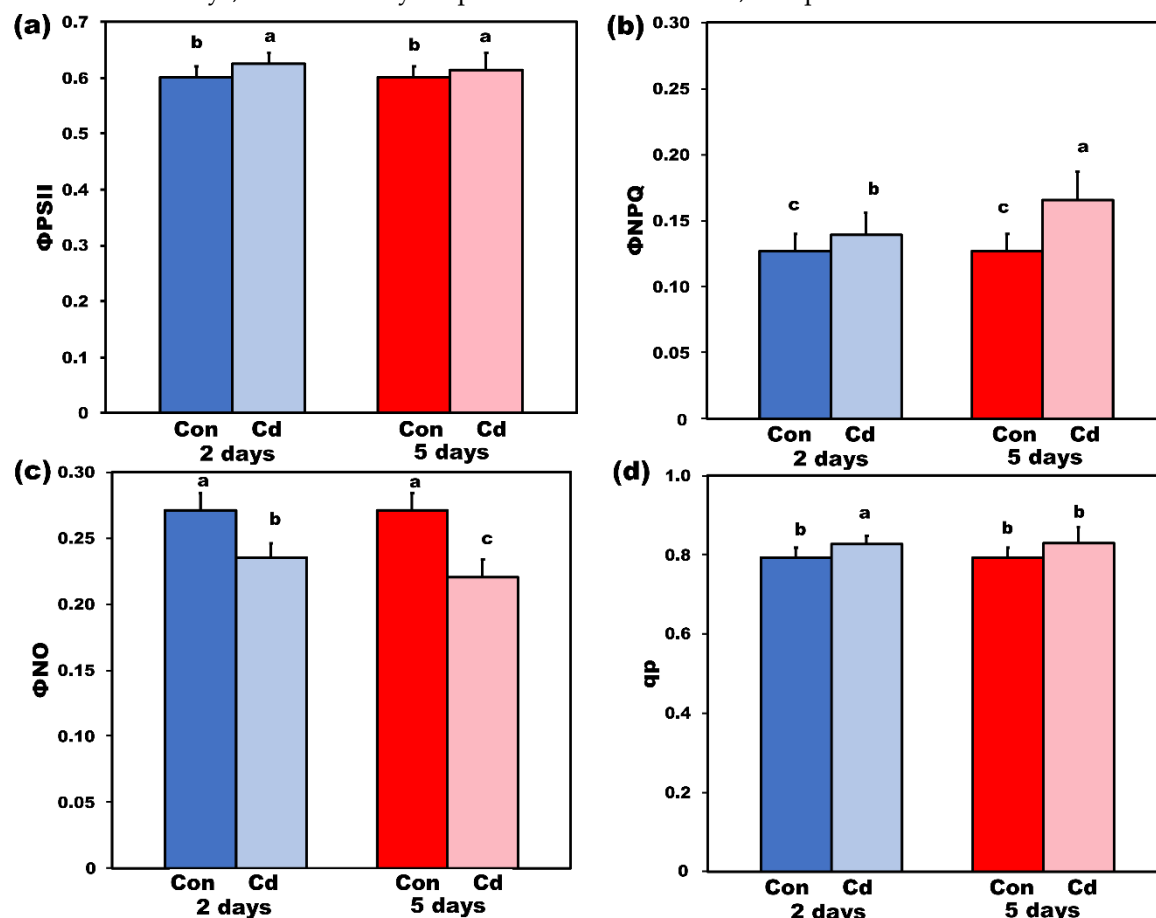 (a)
b
a
b
a
0.7
0.6
0.5
0.4
0.3
0.2
0.1
0
ΦPSII
Con Cd Con Cd
2 days 5 days
(b)
0.30
0.25
0.20
0.15
0.10
0.05
0
ΦNPQ
c
b
c
a
Con Cd Con Cd
2 days 5 days
(c)
0.30
0.25
0.20
0.15
0.10
0.05
0
ΦNO
a
b
a
c
Con Cd Con Cd
2 days 5 days
(d)
1.0
0.8
0.6
0.4
0.2
0
qp
b
a
b
b
Con Cd Con Cd
2 days 5 days